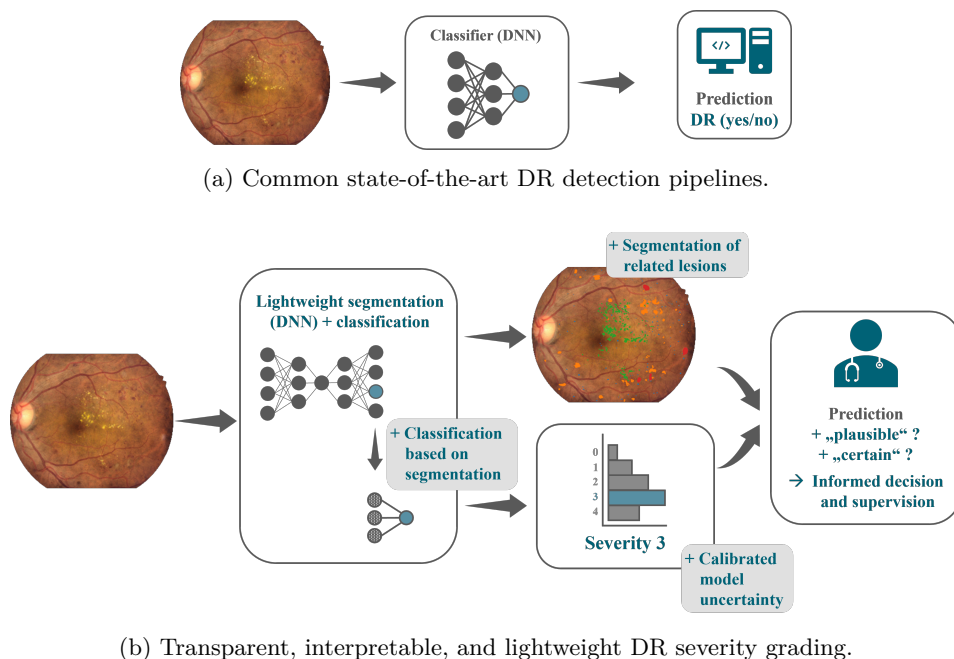 Classifier (DNN)
</>
Prediction
DR (yes/no)
(a) Common state-of-the-art DR detection pipelines.
+ Segmentation of
related lesions
Lightweight segmentation
(DNN) + classification
+ Classification
based on
segmentation
0
1
2
3
4
Severity 3
+ Calibrated
model
uncertainty
Prediction
+ „plausible“ ?
+ „certain“ ?
→ Informed decision
and supervision
(b) Transparent, interpretable, and lightweight DR severity grading.